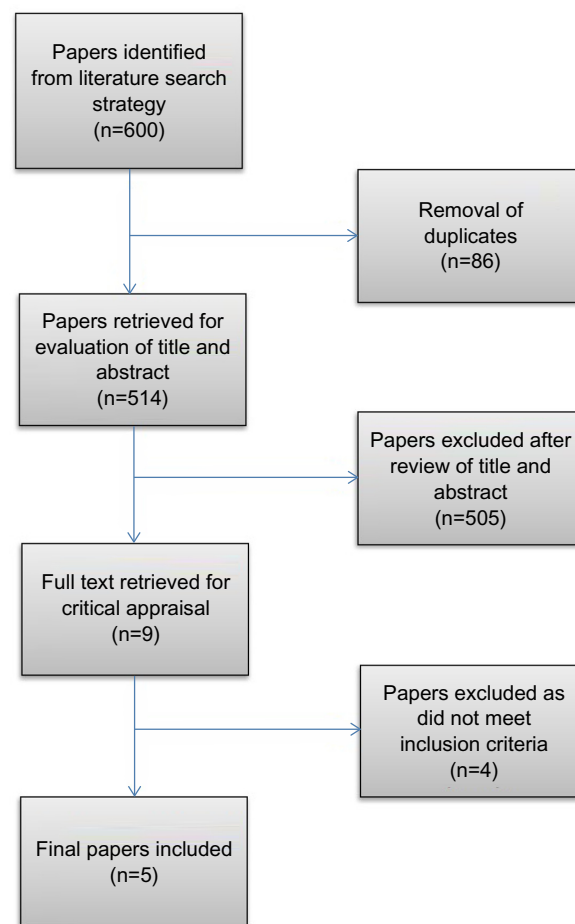 Papers identified
from literature search
strategy
(n=600)
Removal of
duplicates
(n=86)
Papers retrieved for
evaluation of title and
abstract
(n=514)
Papers excluded after
review of title and
abstract
(n=505)
Full text retrieved for
critical appraisal
(n=9)
Papers excluded as
did not meet
inclusion criteria
(n=4)
Final papers included
(n=5)